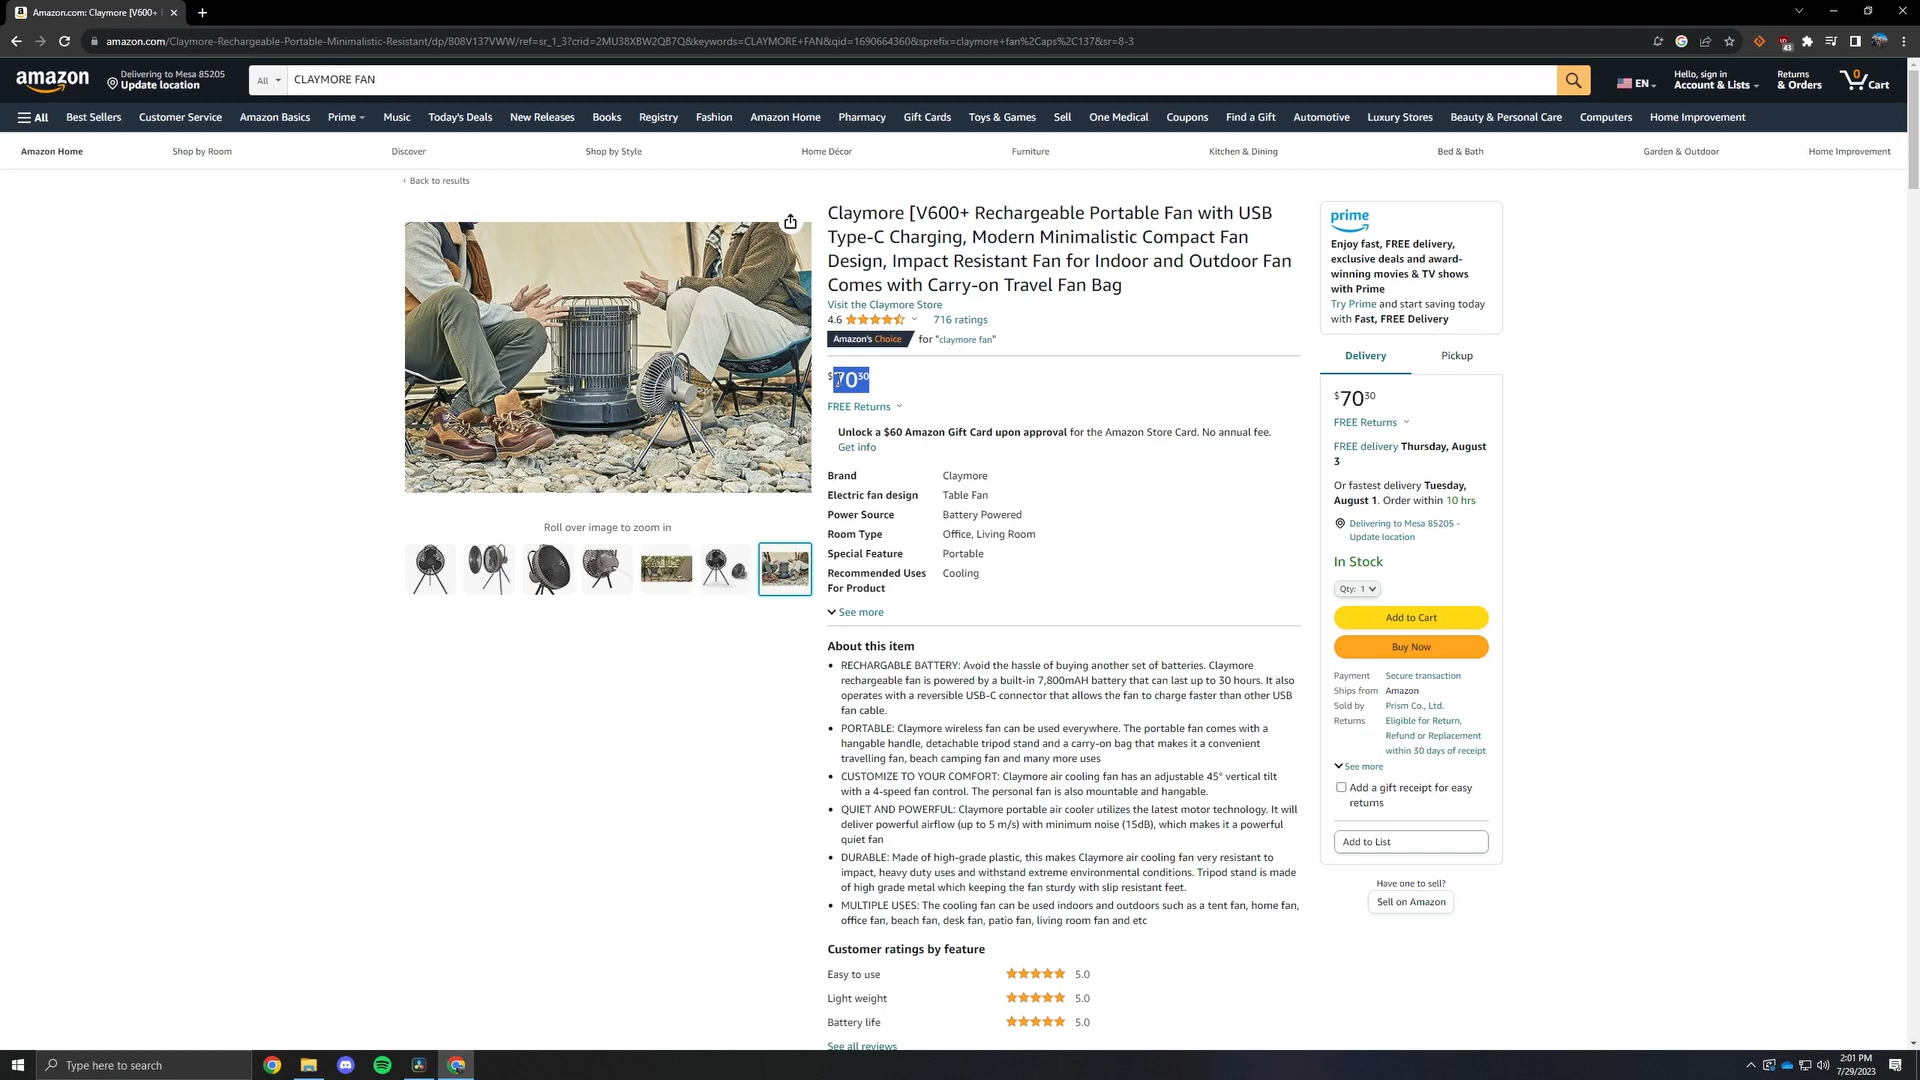 Amazon.com: Claymore [V600+
amazon.com/Claymore-Rechargeable-Portable-Minimalistic-Resistant/dp/B08V137VWW/ref=sr_1_3?crid=2MU38XBW2QB7Q&keywords=CLAYMORE+FAN&qid=1690664360&sprefix=claymore+fan%2Caps%2C137&sr=8-3
43
amazon
Delivering to Mesa 85205
Update location
All
CLAYMORE FAN
EN
Hello, sign in
Account & Lists
Returns
& Orders
0
Cart
All Best Sellers Customer Service Amazon Basics Prime Music Today's Deals New Releases Books Registry Fashion Amazon Home Pharmacy Gift Cards Toys & Games Sell One Medical Coupons Find a Gift Automotive Luxury Stores Beauty & Personal Care Computers Home Improvement
Amazon Home Shop by Room Discover Shop by Style Home Décor Furniture Kitchen & Dining Bed & Bath Garden & Outdoor Home Improvement
‹ Back to results
Roll over image to zoom in
Claymore [V600+ Rechargeable Portable Fan with USB
Type-C Charging, Modern Minimalistic Compact Fan
Design, Impact Resistant Fan for Indoor and Outdoor Fan
Comes with Carry-on Travel Fan Bag
Visit the Claymore Store
4.6 716 ratings
Amazon's Choice for "claymore fan"
$70 30
FREE Returns
Unlock a $60 Amazon Gift Card upon approval for the Amazon Store Card. No annual fee.
Get info
Brand Claymore
Electric fan design Table Fan
Power Source Battery Powered
Room Type Office, Living Room
Special Feature Portable
Recommended Uses Cooling
For Product
See more
About this item
• RECHARGABLE BATTERY: Avoid the hassle of buying another set of batteries. Claymore
rechargeable fan is powered by a built-in 7,800mAH battery that can last up to 30 hours. It also
operates with a reversible USB-C connector that allows the fan to charge faster than other USB
fan cable.
• PORTABLE: Claymore wireless fan can be used everywhere. The portable fan comes with a
hangable handle, detachable tripod stand and a carry-on bag that makes it a convenient
travelling fan, beach camping fan and many more uses
• CUSTOMIZE TO YOUR COMFORT: Claymore air cooling fan has an adjustable 45° vertical tilt
with a 4-speed fan control. The personal fan is also mountable and hangable.
• QUIET AND POWERFUL: Claymore portable air cooler utilizes the latest motor technology. It will
deliver powerful airflow (up to 5 m/s) with minimum noise (15dB), which makes it a powerful
quiet fan
• DURABLE: Made of high-grade plastic, this makes Claymore air cooling fan very resistant to
impact, heavy duty uses and withstand extreme environmental conditions. Tripod stand is made
of high grade metal which keeping the fan sturdy with slip resistant feet.
• MULTIPLE USES: The cooling fan can be used indoors and outdoors such as a tent fan, home fan,
office fan, beach fan, desk fan, patio fan, living room fan and etc
Customer ratings by feature
Easy to use 5.0
Light weight 5.0
Battery life 5.0
See all reviews
prime
Enjoy fast, FREE delivery,
exclusive deals and award-
winning movies & TV shows
with Prime
Try Prime and start saving today
with Fast, FREE Delivery
Delivery Pickup
$70 30
FREE Returns
FREE delivery Thursday, August
3
Or fastest delivery Tuesday,
August 1. Order within 10 hrs
Delivering to Mesa 85205 -
Update location
In Stock
Qty: 1
Add to Cart
Buy Now
Payment Secure transaction
Ships from Amazon
Sold by Prism Co., Ltd.
Returns Eligible for Return,
Refund or Replacement
within 30 days of receipt
See more
Add a gift receipt for easy
returns
Add to List
Have one to sell?
Sell on Amazon
Type here to search
2:01 PM
7/29/2023